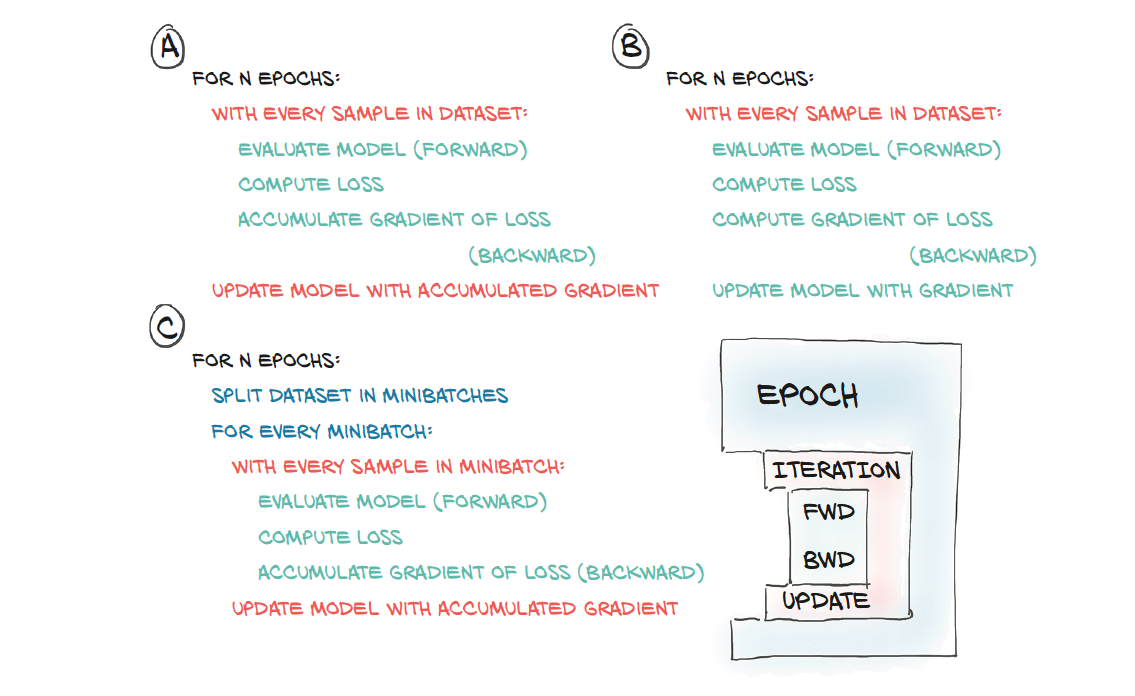 A
FOR N EPOCHS:
WITH EVERY SAMPLE IN DATASET:
EVALUATE MODEL (FORWARD)
COMPUTE LOSS
ACCUMULATE GRADIENT OF LOSS
(BACKWARD)
UPDATE MODEL WITH ACCUMULATED GRADIENT
B
FOR N EPOCHS:
WITH EVERY SAMPLE IN DATASET:
EVALUATE MODEL (FORWARD)
COMPUTE LOSS
COMPUTE GRADIENT OF LOSS
(BACKWARD)
UPDATE MODEL WITH GRADIENT
C
FOR N EPOCHS:
SPLIT DATASET IN MINIBATCHES
FOR EVERY MINIBATCH:
WITH EVERY SAMPLE IN MINIBATCH:
EVALUATE MODEL (FORWARD)
COMPUTE LOSS
ACCUMULATE GRADIENT OF LOSS (BACKWARD)
UPDATE MODEL WITH ACCUMULATED GRADIENT
EPOCH
ITERATION
FWD
BWD
UPDATE